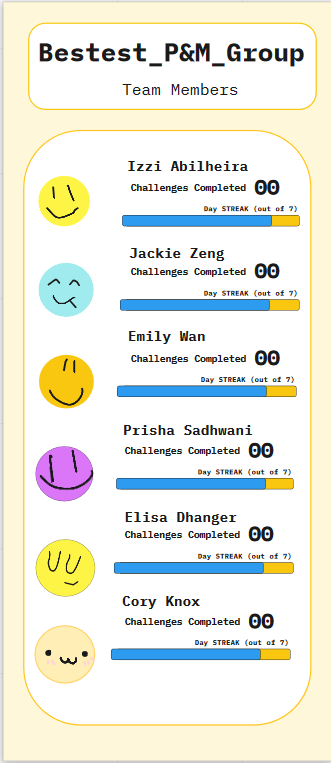 Bestest_P&M_Group
Team Members
Izzi Abilheira
Challenges Completed 00
Day STREAK (out of 7)
Jackie Zeng
Challenges Completed 00
Day STREAK (out of 7)
Emily Wan
Challenges Completed 00
Day STREAK (out of 7)
Prisha Sadhwani
Challenges Completed 00
Day STREAK (out of 7)
Elisa Dhanger
Challenges Completed 00
Day STREAK (out of 7)
Cory Knox
Challenges Completed 00
Day STREAK (out of 7)